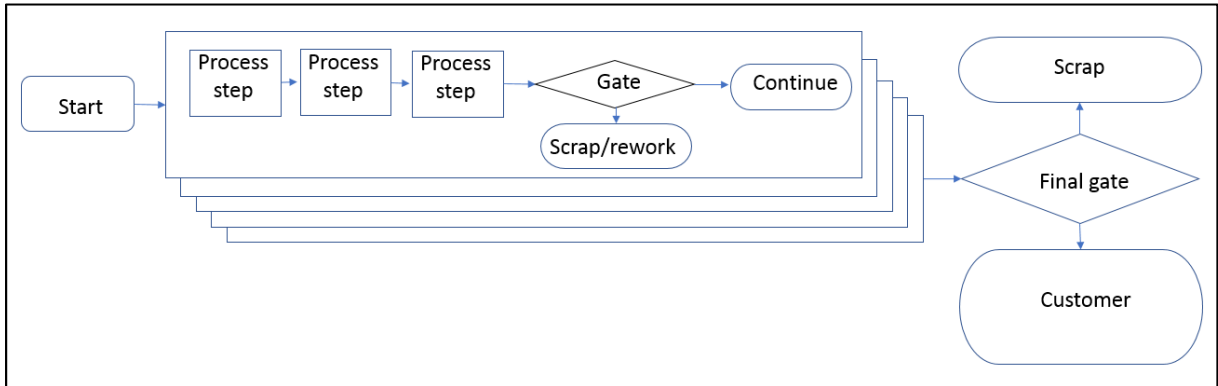 Start
Process
step
Process
step
Process
step
Gate
Continue
Scrap/rework
Scrap
Final gate
Customer